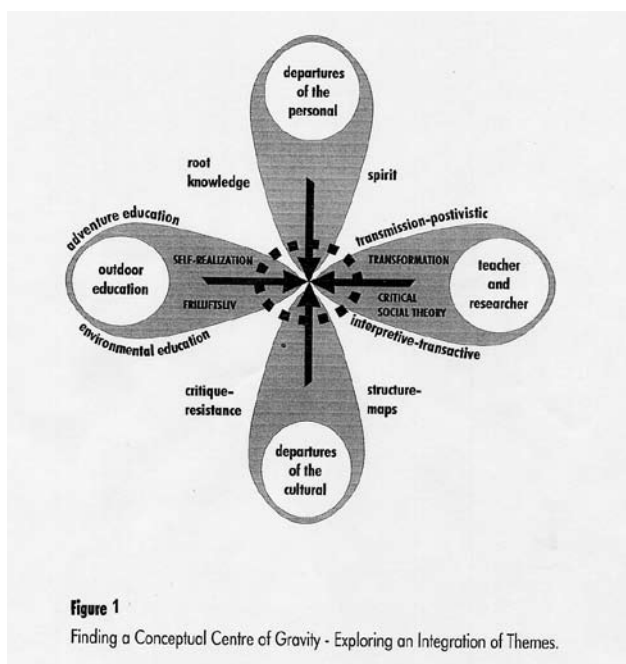 departures
of the
personal
root
knowledge
spirit
adventure education
transmission-postivistic
SELF-REALIZATION
TRANSFORMATION
outdoor
education
teacher
and
researcher
FRILUFTSLIV
CRITICAL
SOCIAL THEORY
environmental education
interpretive-transactive
critique-
resistance
structure-
maps
departures
of the
cultural
Figure 1
Finding a Conceptual Centre of Gravity - Exploring an Integration of Themes.